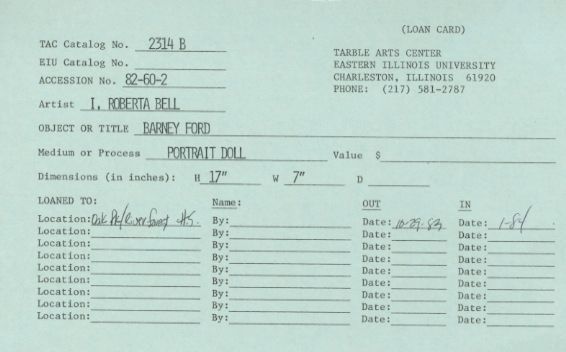 (LOAN CARD)
TAC Catalog No. 2314 B
TARBLE ARTS CENTER
EIU Catalog No.
EASTERN ILLINOIS UNIVERSITY
ACCESSION No. 82-60-2
CHARLESTON, ILLINOIS 61920
PHONE: (217) 581-2787
Artist I. ROBERTA BELL
OBJECT OR TITLE BARNEY FORD
Medium or Process PORTRAIT DOLL Value $
Dimensions (in inches): H 17" W 7" D
LOANED TO: Name: OUT IN
Location: Oak Pk/River Forest H.S. By: Date: 10-29-83 Date: 1-84
Location: By: Date: Date:
Location: By: Date: Date:
Location: By: Date: Date:
Location: By: Date: Date:
Location: By: Date: Date:
Location: By: Date: Date:
Location: By: Date: Date:
Location: By: Date: Date: